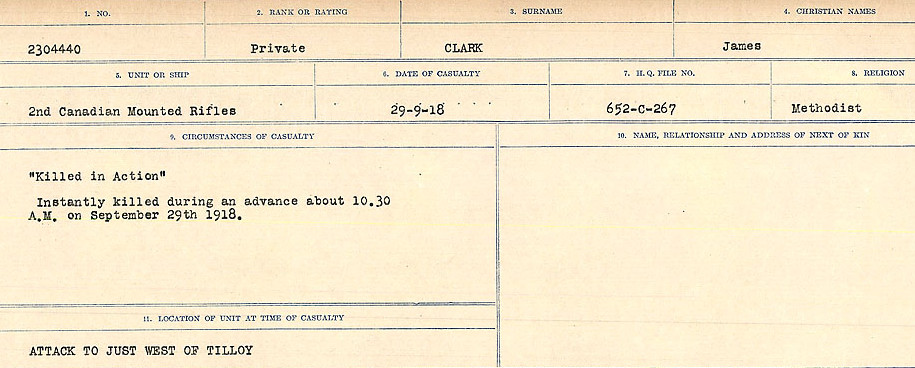 1. NO. 2. RANK OR RATING 3. SURNAME 4. CHRISTIAN NAMES
2304440 Private CLARK James
5. UNIT OR SHIP 6. DATE OF CASUALTY 7. H. Q. FILE NO. 8. RELIGION
2nd Canadian Mounted Rifles 29-9-18 652-C-267 Methodist
9. CIRCUMSTANCES OF CASUALTY 10. NAME, RELATIONSHIP AND ADDRESS OF NEXT OF KIN
"Killed in Action"
Instantly killed during an advance about 10.30
A.M. on September 29th 1918.
11. LOCATION OF UNIT AT TIME OF CASUALTY
ATTACK TO JUST WEST OF TILLOY